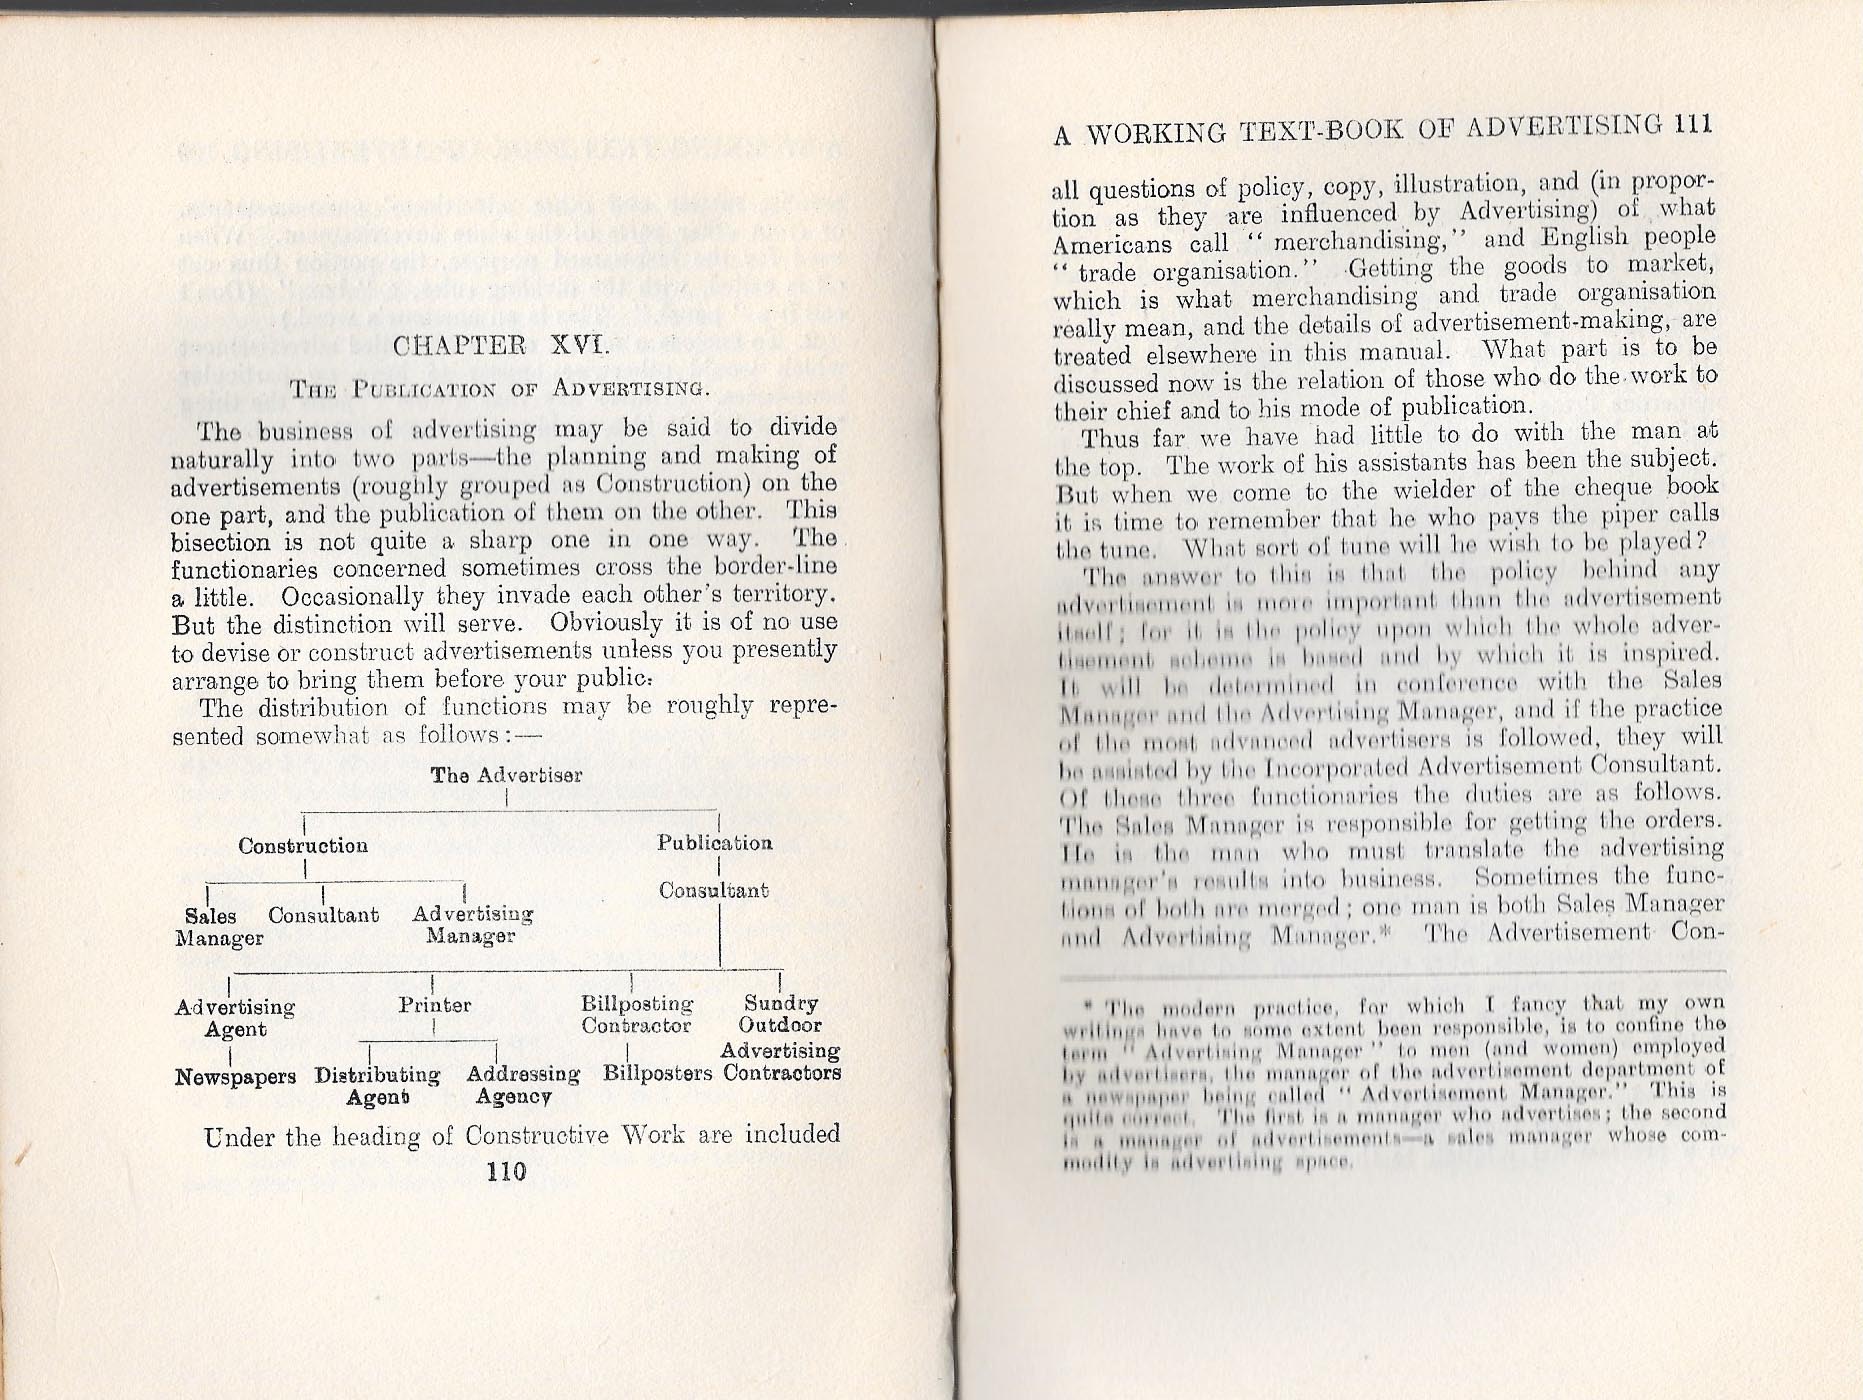 CHAPTER XVI.
THE PUBLICATION OF ADVERTISING.
The business of advertising may be said to divide
naturally into two parts—the planning and making of
advertisements (roughly grouped as Construction) on the
one part, and the publication of them on the other. This
bisection is not quite a sharp one in one way. The
functionaries concerned sometimes cross the border-line
a little. Occasionally they invade each other's territory.
But the distinction will serve. Obviously it is of no use
to devise or construct advertisements unless you presently
arrange to bring them before your public.
The distribution of functions may be roughly repre-
sented somewhat as follows:—
The Advertiser
Construction Publication
Consultant
Sales Consultant Advertising
Manager Manager
Advertising Printer Billposting Sundry
Agent Contractor Outdoor
Advertising
Newspapers Distributing Addressing Billposters Contractors
Agent Agency
Under the heading of Constructive Work are included
110
A WORKING TEXT-BOOK OF ADVERTISING 111
all questions of policy, copy, illustration, and (in propor-
tion as they are influenced by Advertising) of what
Americans call "merchandising," and English people
"trade organisation." Getting the goods to market,
which is what merchandising and trade organisation
really mean, and the details of advertisement-making, are
treated elsewhere in this manual. What part is to be
discussed now is the relation of those who do the work to
their chief and to his mode of publication.
Thus far we have had little to do with the man at
the top. The work of his assistants has been the subject.
But when we come to the wielder of the cheque book
it is time to remember that he who pays the piper calls
the tune. What sort of tune will he wish to be played?
The answer to this is that the policy behind any
advertisement is more important than the advertisement
itself; for it is the policy upon which the whole adver-
tisement scheme is based and by which it is inspired.
It will be determined in conference with the Sales
Manager and the Advertising Manager, and if the practice
of the most advanced advertisers is followed, they will
be assisted by the Incorporated Advertisement Consultant.
Of these three functionaries the duties are as follows.
The Sales Manager is responsible for getting the orders.
He is the man who must translate the advertising
manager's results into business. Sometimes the func-
tions of both are merged; one man is both Sales Manager
and Advertising Manager.* The Advertisement Con-
* The modern practice, for which I fancy that my own
writings have to some extent been responsible, is to confine the
term "Advertising Manager" to men (and women) employed
by advertisers, the manager of the advertisement department of
a newspaper being called "Advertisement Manager." This is
quite correct. The first is a manager who advertises; the second
is a manager of advertisements—a sales manager whose com-
modity is advertising space.